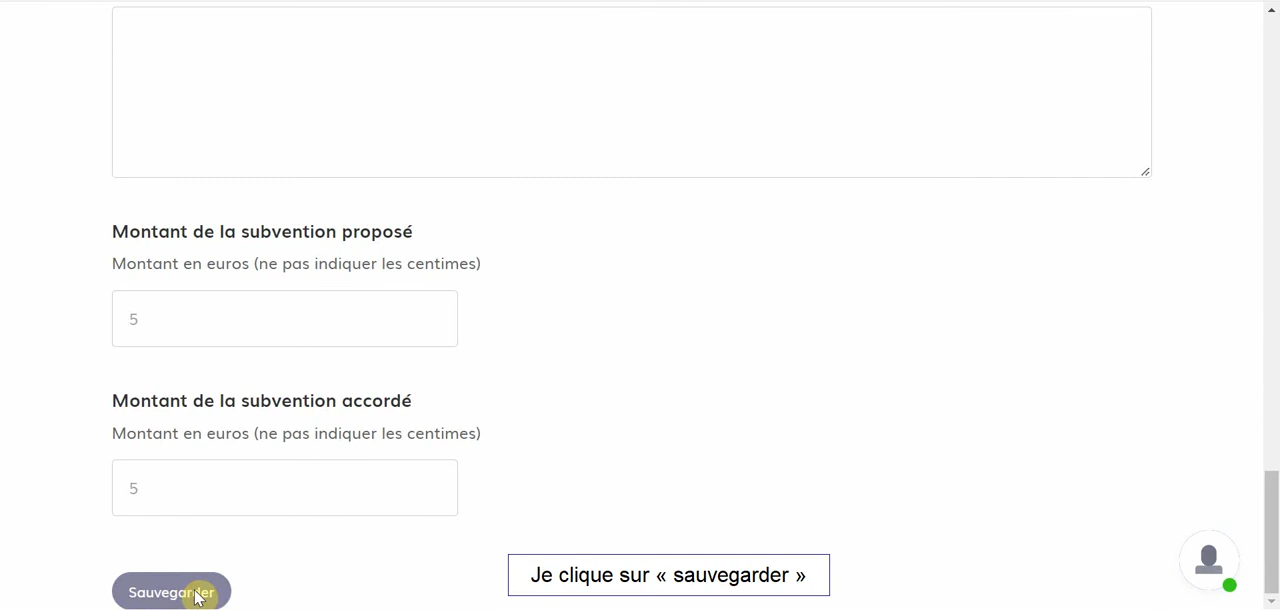 Montant de la subvention proposé
Montant en euros (ne pas indiquer les centimes)
5
Montant de la subvention accordé
Montant en euros (ne pas indiquer les centimes)
5
Sauvegarder
Je clique sur « sauvegarder »